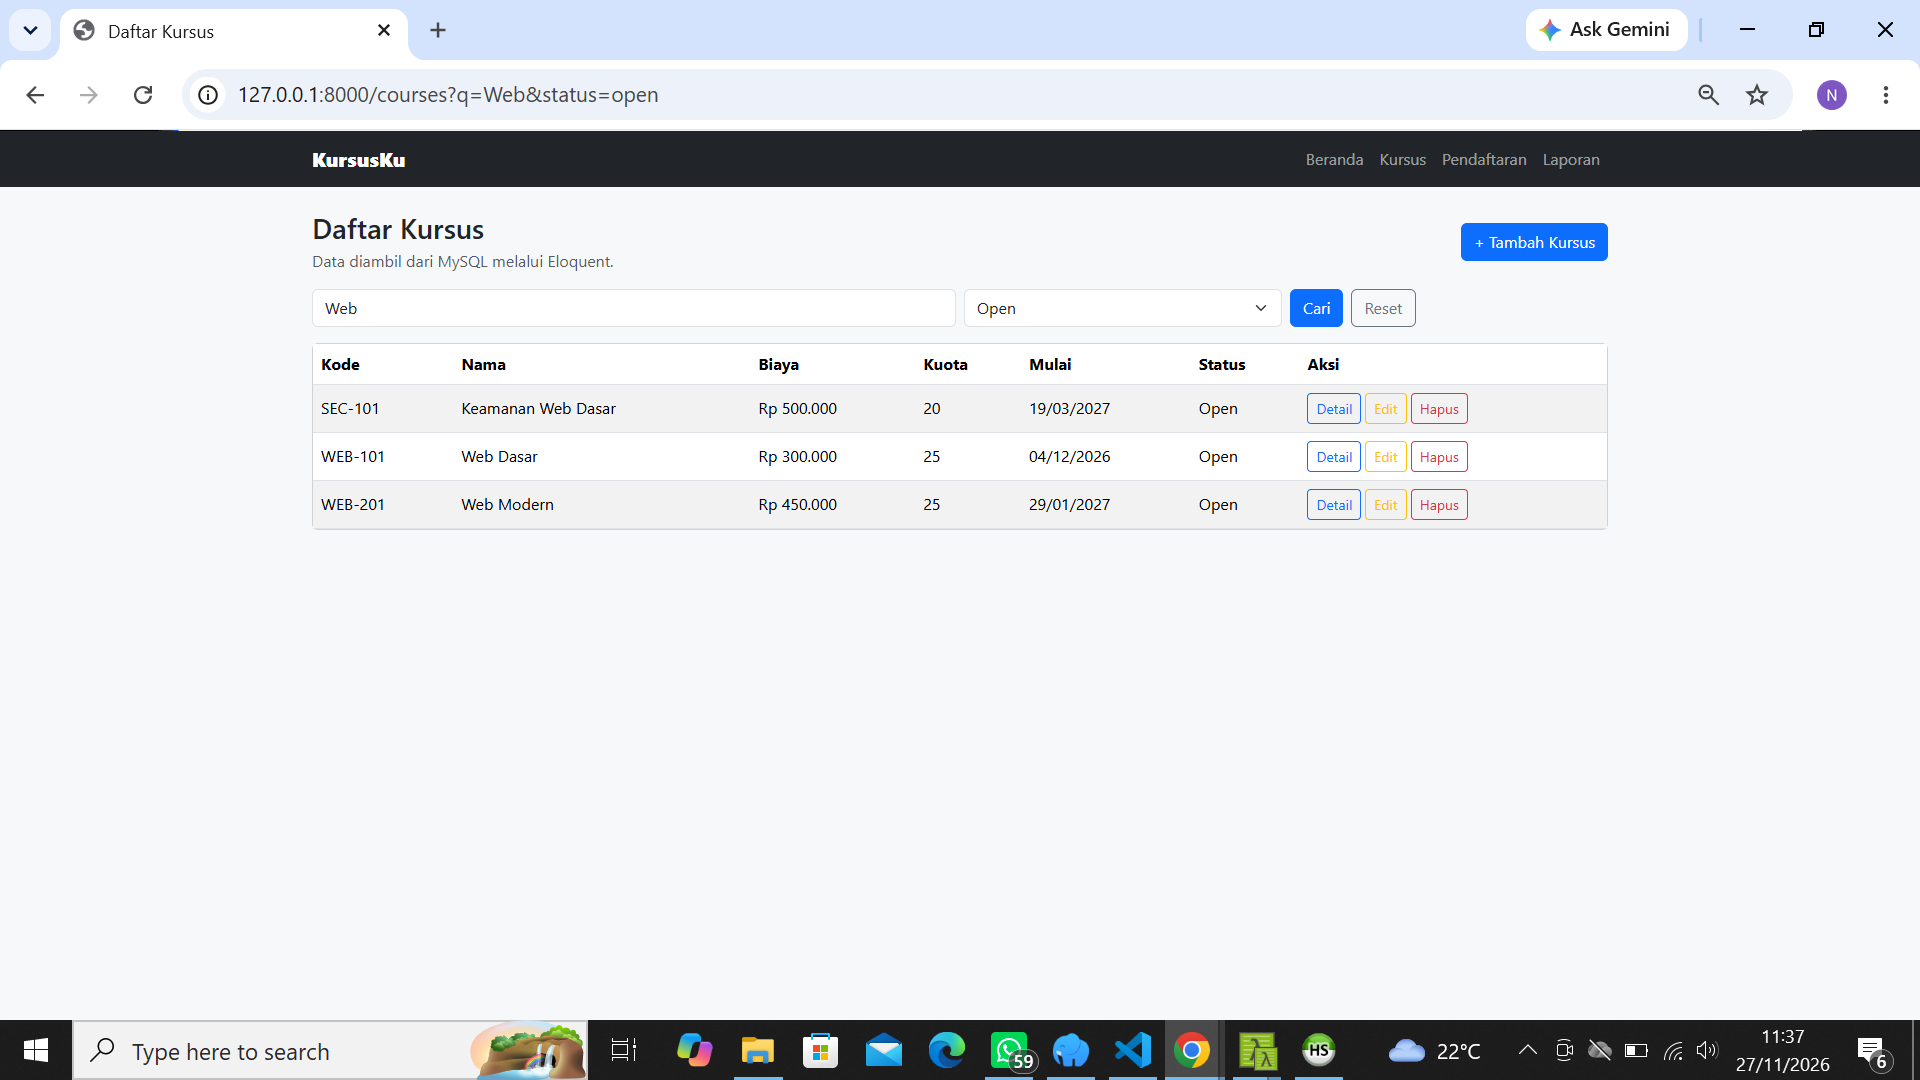 Daftar Kursus
Ask Gemini
127.0.0.1:8000/courses?q=Web&status=open
N
KursusKu
Beranda Kursus Pendaftaran Laporan
Daftar Kursus
Data diambil dari MySQL melalui Eloquent.
+ Tambah Kursus
Web Open Cari Reset
Kode Nama Biaya Kuota Mulai Status Aksi
SEC-101 Keamanan Web Dasar Rp 500.000 20 19/03/2027 Open Detail Edit Hapus
WEB-101 Web Dasar Rp 300.000 25 04/12/2026 Open Detail Edit Hapus
WEB-201 Web Modern Rp 450.000 25 29/01/2027 Open Detail Edit Hapus
Type here to search
59
λ
HS
22°C
11:37
27/11/2026
6